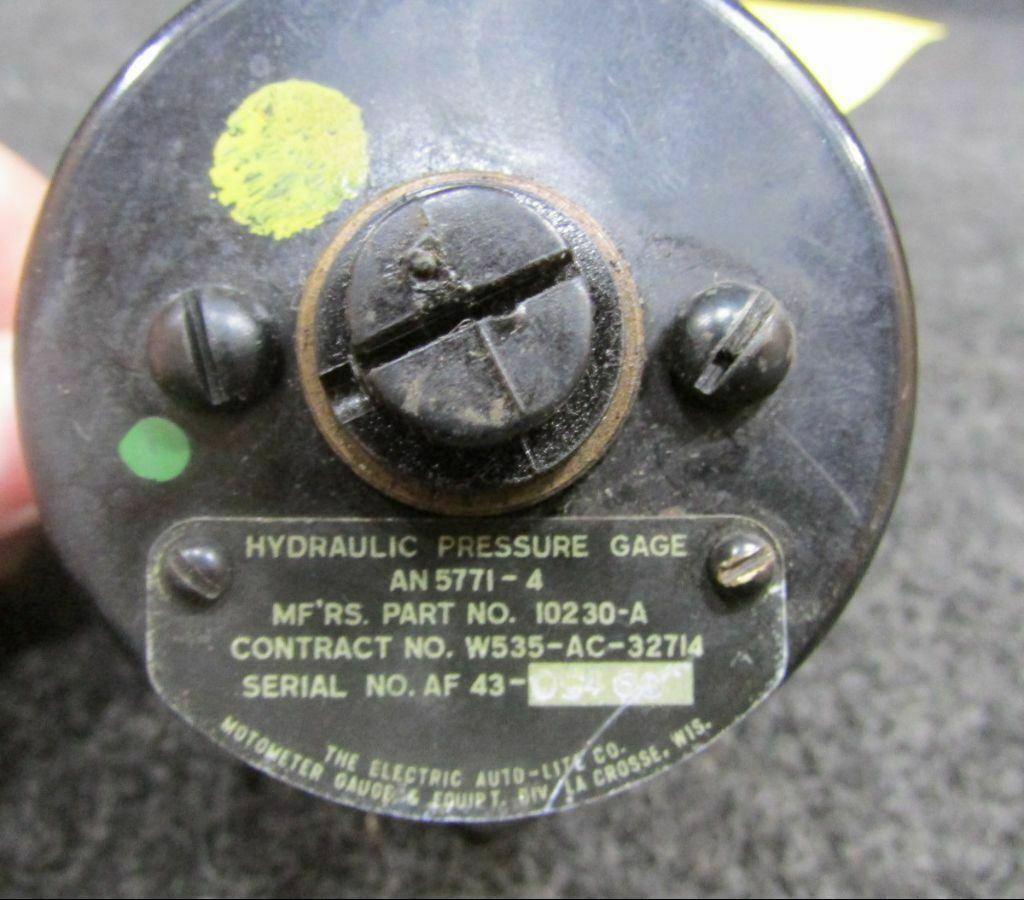 HYDRAULIC PRESSURE GAGE
AN 5771-4
MF'RS. PART NO. 10230-A
CONTRACT NO. W535-AC-32714
SERIAL NO. AF 43-
THE ELECTRIC AUTO-LITE CO.
MOTOMETER GAUGE & EQUIPT. DIV. LA CROSSE, WIS.